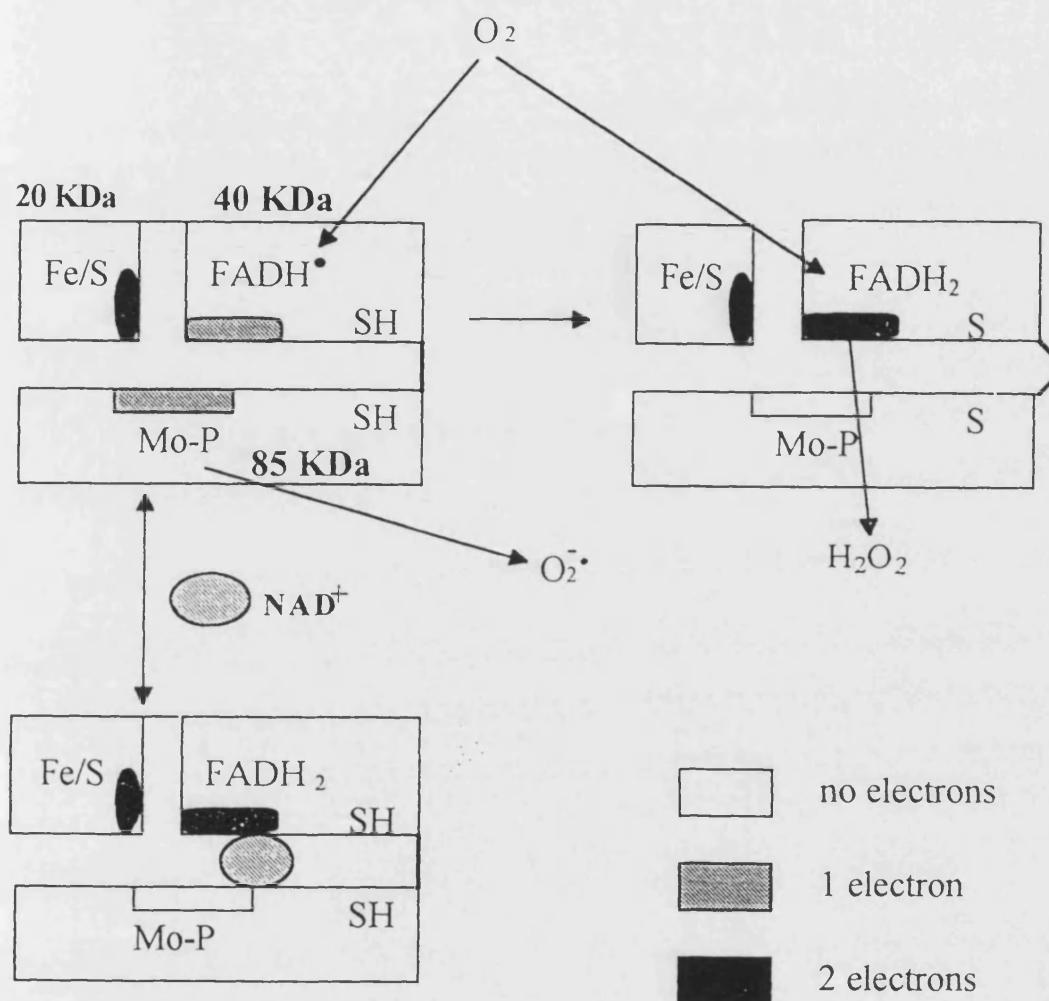 O2
20 KDa 40 KDa
Fe/S FADH•
SH
SH
Mo-P
85 KDa
O2-•
NAD+
Fe/S FADH2
S
S
Mo-P
H2O2
Fe/S FADH2
SH
SH
Mo-P
no electrons
1 electron
2 electrons